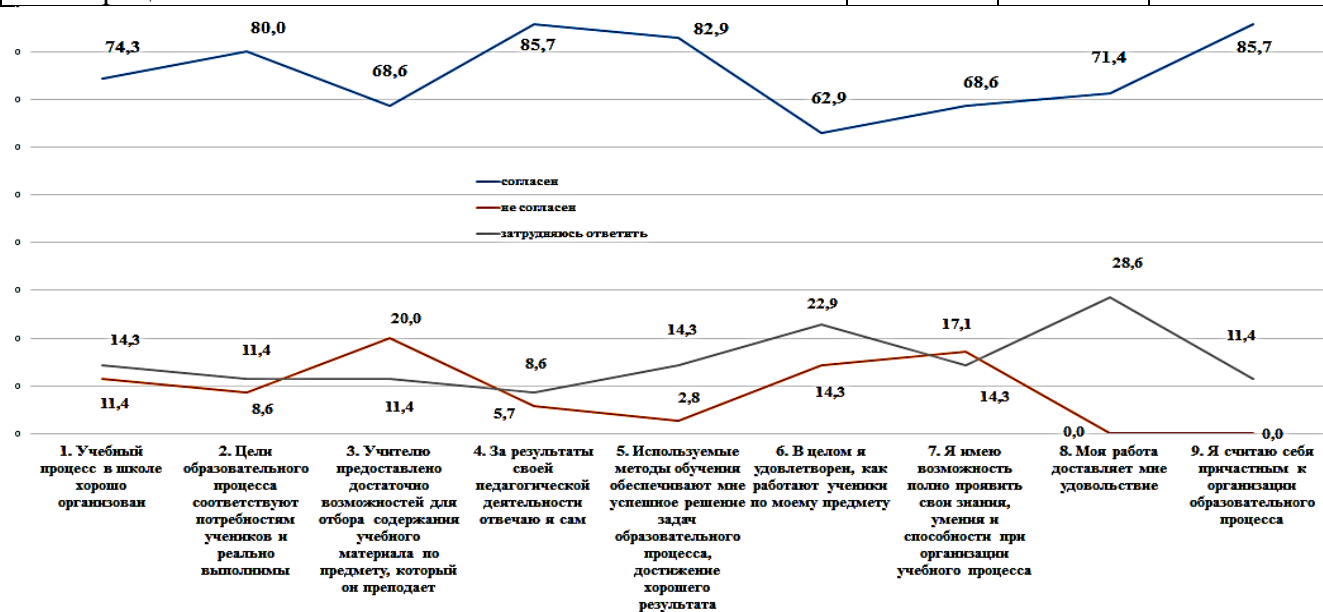 74,3
80,0
68,6
85,7
82,9
62,9
68,6
71,4
85,7
согласен
не согласен
затрудняюсь ответить
14,3
11,4
20,0
8,6
14,3
22,9
17,1
28,6
11,4
11,4
8,6
11,4
5,7
2,8
14,3
14,3
0,0
0,0
1. Учебный
процесс в школе
хорошо
организован
2. Цели
образовательного
процесса
соответствуют
потребностям
учеников и
реально
выполнимы
3. Учителю
предоставлено
достаточно
возможностей для
отбора содержания
учебного
материала по
предмету, который
он преподает
4. За результаты
своей
педагогической
деятельности
отвечаю я сам
5. Используемые
методы обучения
обеспечивают мне
успешное решение
задач
образовательного
процесса,
достижение
хорошего
результата
6. В целом я
удовлетворен, как
работают ученики
по моему предмету
7. Я имею
возможность
полно проявить
свои знания,
умения и
способности при
организации
учебного процесса
8. Моя работа
доставляет мне
удовольствие
9. Я считаю себя
причастным к
организации
образовательного
процесса